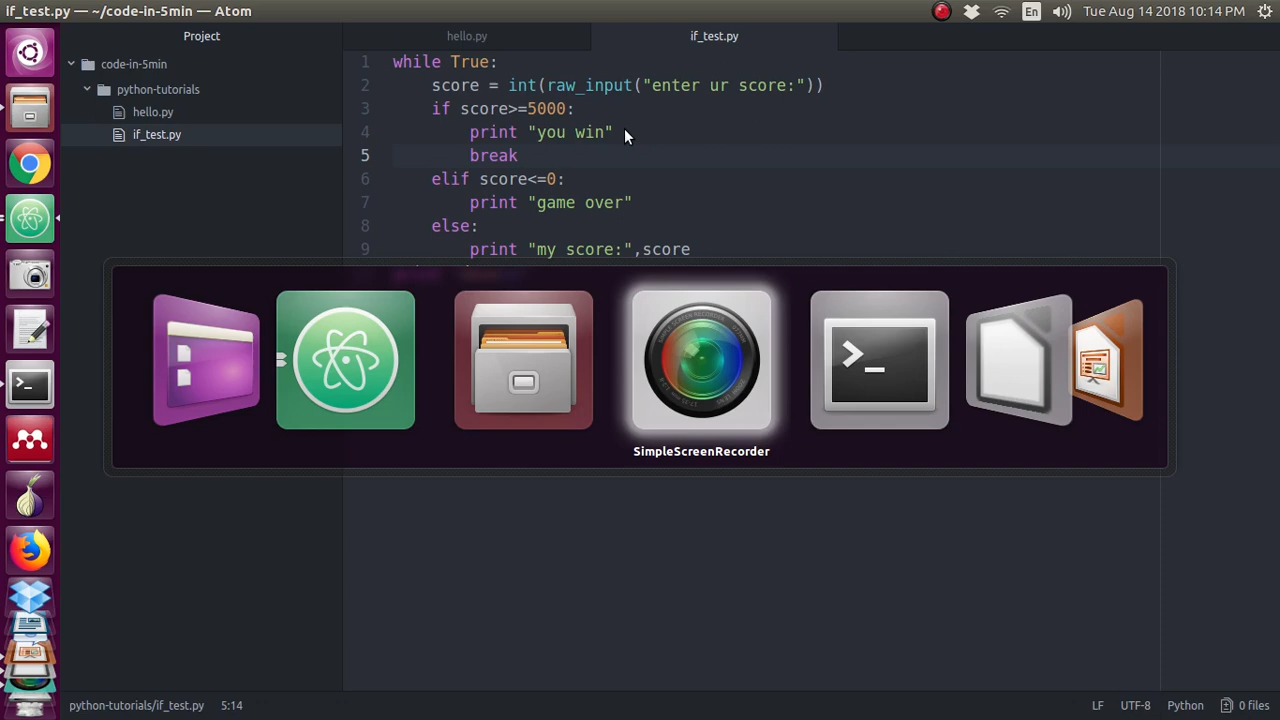 if_test.py — ~/code-in-5min — Atom
En
Tue Aug 14 2018 10:14 PM
Project
hello.py
if_test.py
code-in-5min
python-tutorials
hello.py
if_test.py
1 while True:
2 score = int(raw_input("enter ur score:"))
3 if score>=5000:
4 print "you win"
5 break
6 elif score<=0:
7 print "game over"
8 else:
9 print "my score:",score
SimpleScreenRecorder
python-tutorials/if_test.py 5:14
LF UTF-8 Python 0 files